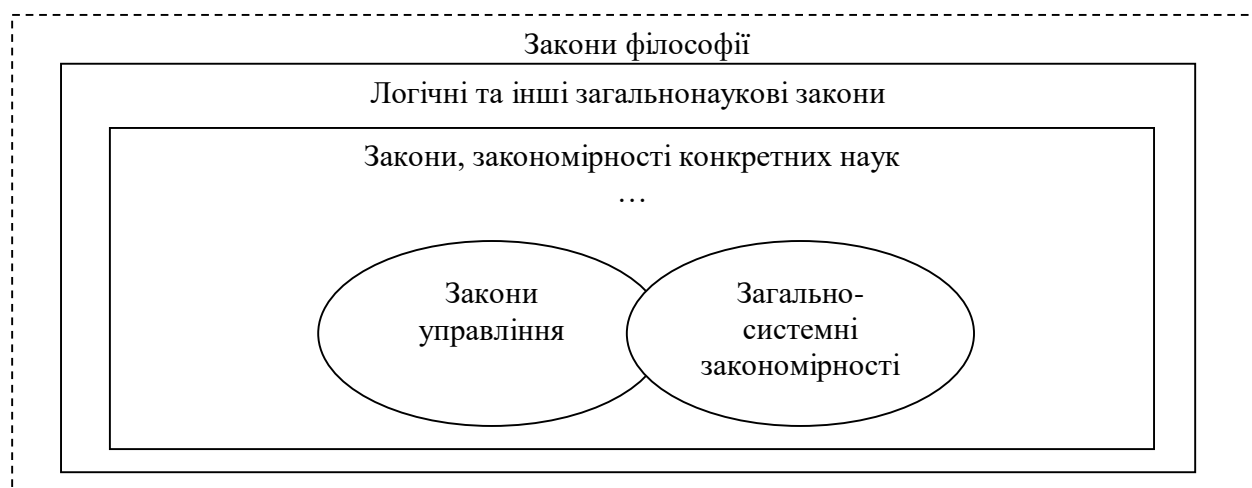 Закони філософії
Логічні та інші загальнонаукові закони
Закони, закономірності конкретних наук
…
Закони
управління
Загально-
системні
закономірності